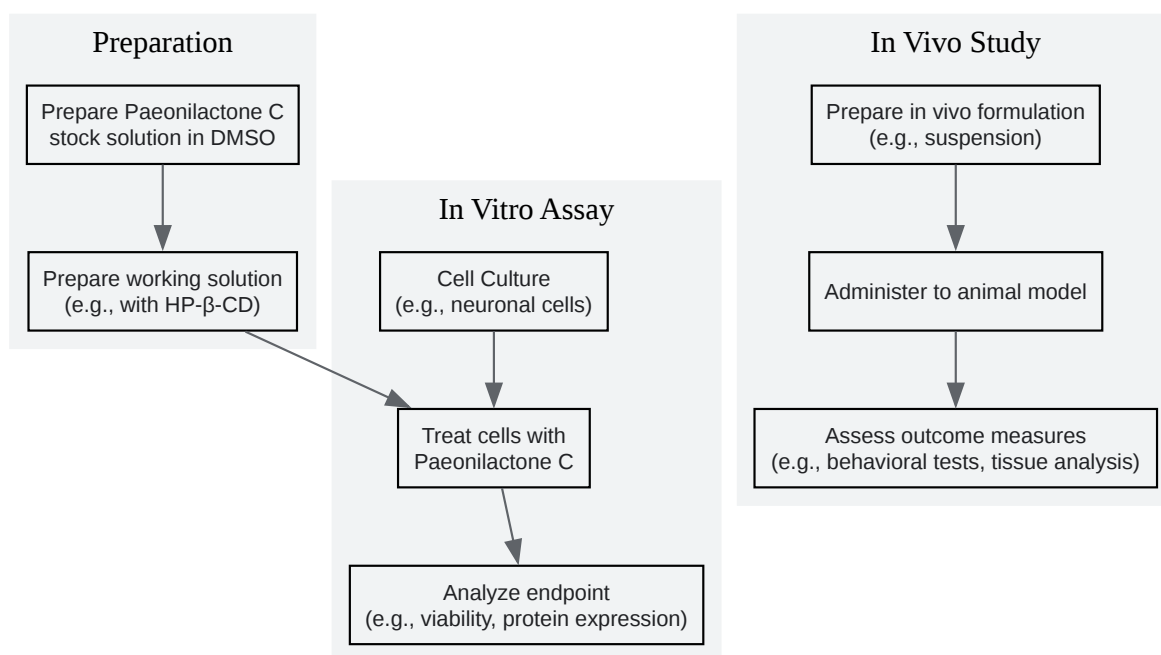 Preparation
Prepare Paeonilactone C
stock solution in DMSO
Prepare working solution
(e.g., with HP-β-CD)
In Vitro Assay
Cell Culture
(e.g., neuronal cells)
Treat cells with
Paeonilactone C
Analyze endpoint
(e.g., viability, protein expression)
In Vivo Study
Prepare in vivo formulation
(e.g., suspension)
Administer to animal model
Assess outcome measures
(e.g., behavioral tests, tissue analysis)